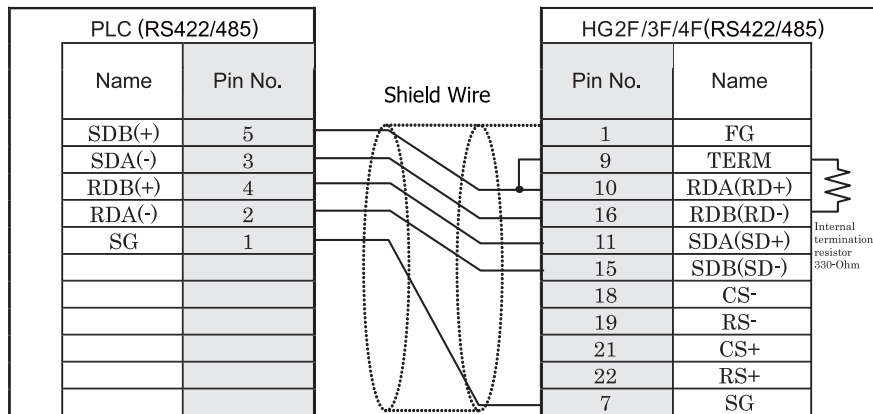 PLC (RS422/485)
HG2F/3F/4F(RS422/485)
Name Pin No.
Shield Wire
Pin No. Name
SDB(+) 5 1 FG
SDA(-) 3 9 TERM
RDB(+) 4 10 RDA(RD+)
RDA(-) 2 16 RDB(RD-)
SG 1 11 SDA(SD+)
15 SDB(SD-)
18 CS-
19 RS-
21 CS+
22 RS+
7 SG
Internal
termination
resistor
330-Ohm